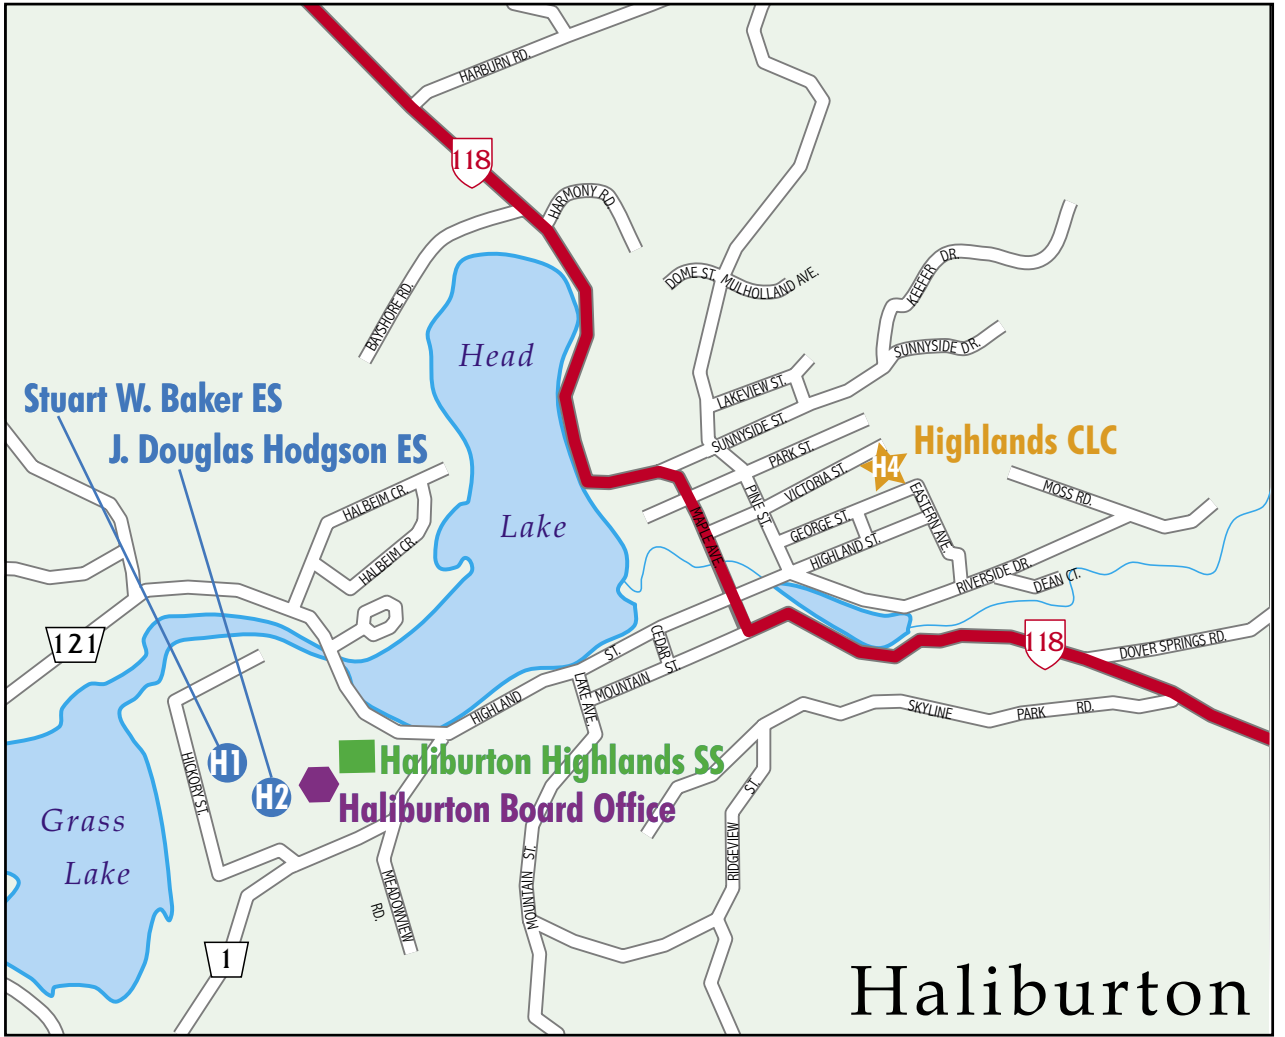 HARBURN RD.
118
HARMONY RD.
BAYSHORE RD.
DOME ST.
MULHOLLAND AVE.
KEEFER DR.
SUNNYSIDE DR.
Head
Lake
Stuart W. Baker ES
J. Douglas Hodgson ES
LAKEVIEW ST.
SUNNYSIDE ST.
PARK ST.
VICTORIA ST.
H4
Highlands CLC
HALBEIM CR.
HALBEIM CR.
PINE ST.
MAPLE AVE.
GEORGE ST.
HIGHLAND ST.
EASTERN AVE.
MOSS RD.
RIVERSIDE DR.
DEAN CT.
121
118
DOVER SPRINGS RD.
CEDAR
HIGHLAND ST.
MOUNTAIN ST.
LAKE AVE.
SKYLINE PARK RD.
HICKORY ST.
H1
H2
Haliburton Highlands SS
Haliburton Board Office
Grass
Lake
MOUNTAIN ST.
RIDGEVIEW ST.
MEADOWVIEW
RD.
1
Haliburton